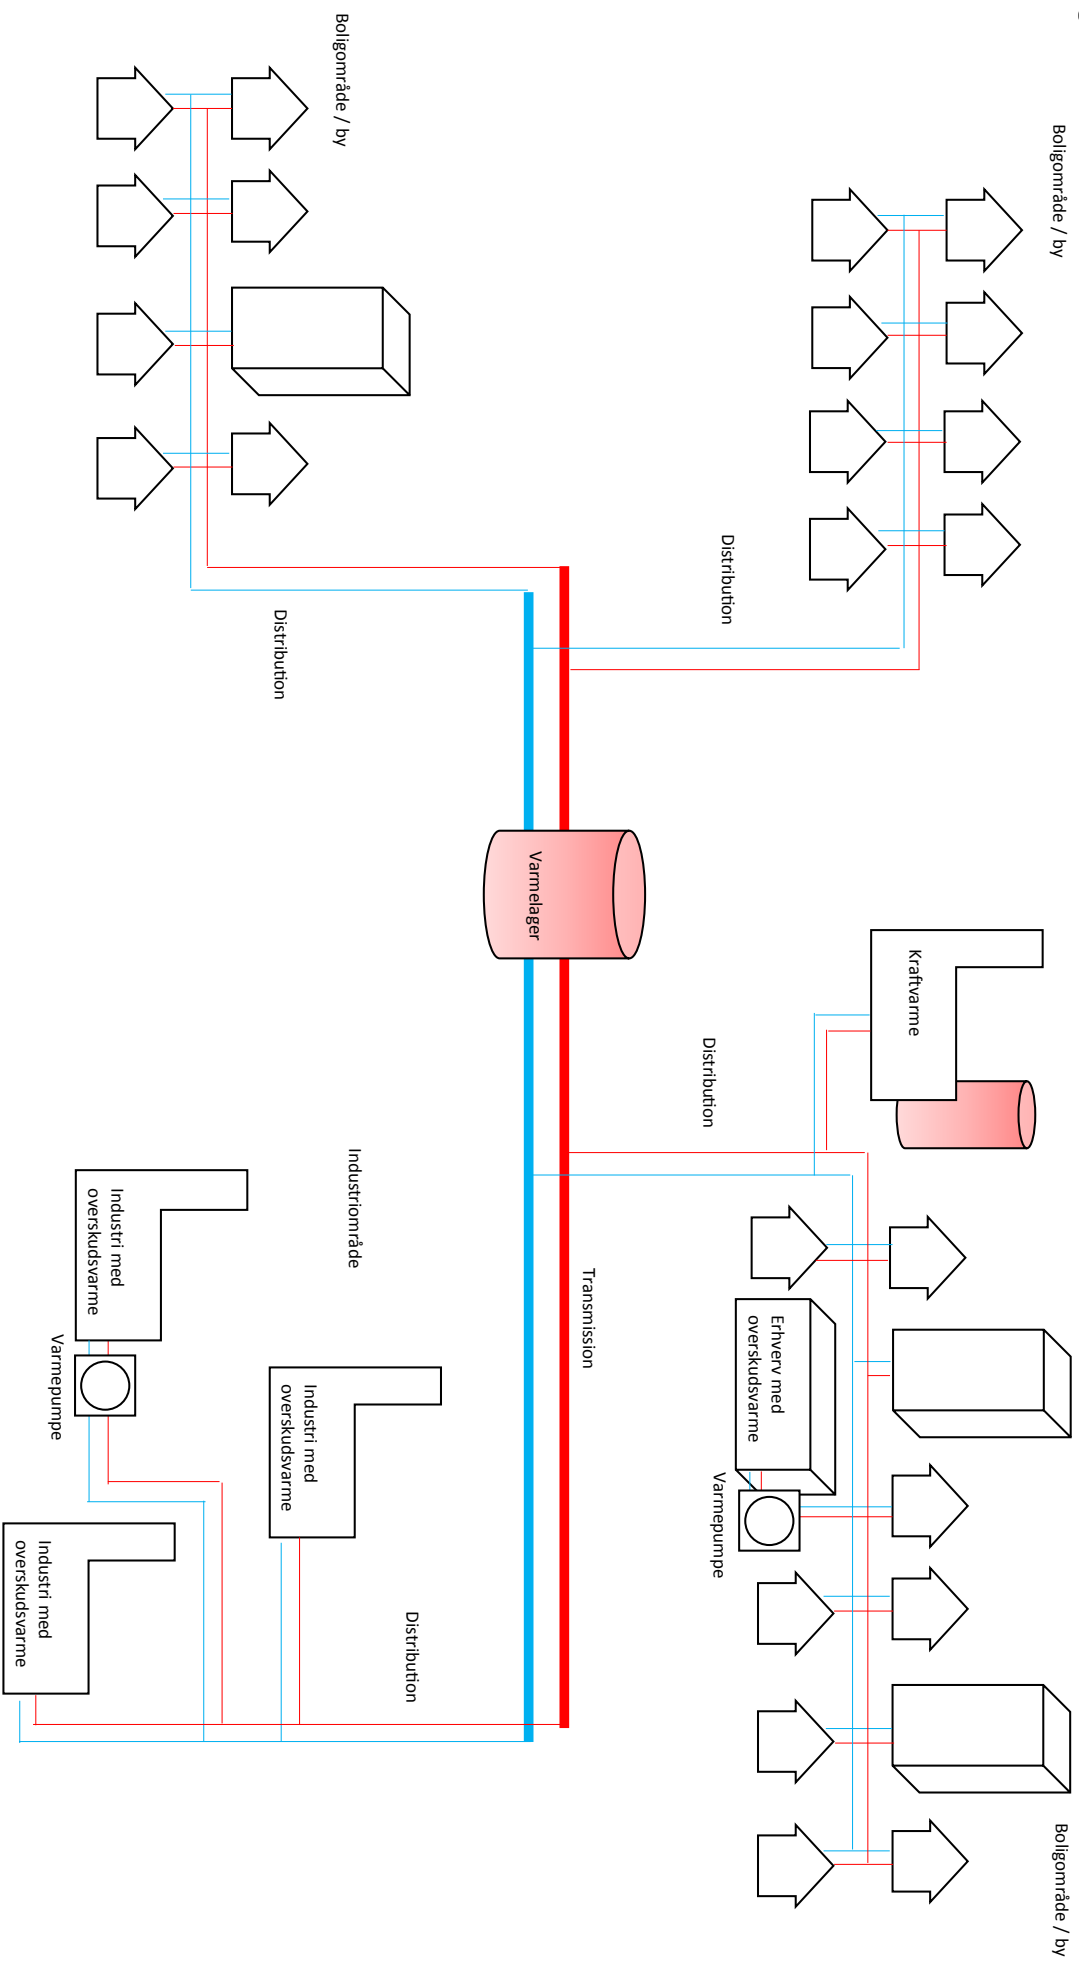 Boligområde / by
Boligområde / by
Distribution
Distribution
Varmelager
Kraftvarme
Distribution
Transmission
Industriområde
Industri med
overskudsvarme
Varmepumpe
Industri med
overskudsvarme
Industri med
overskudsvarme
Distribution
Erhverv med
overskudsvarme
Varmepumpe
Boligområde / by